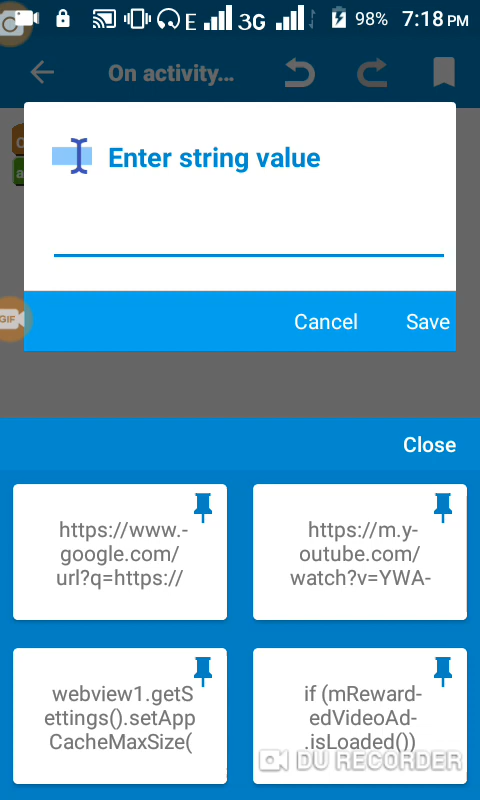 E 3G 98% 7:18 PM
On activity...
Enter string value
GIF
Cancel Save
Close
https://www.-
google.com/
url?q=https://
https://m.y-
outube.com/
watch?v=YWA-
webview1.getS
ettings().setApp
CacheMaxSize(
if (mReward-
edVideoAd-
.isLoaded())
DU RECORDER